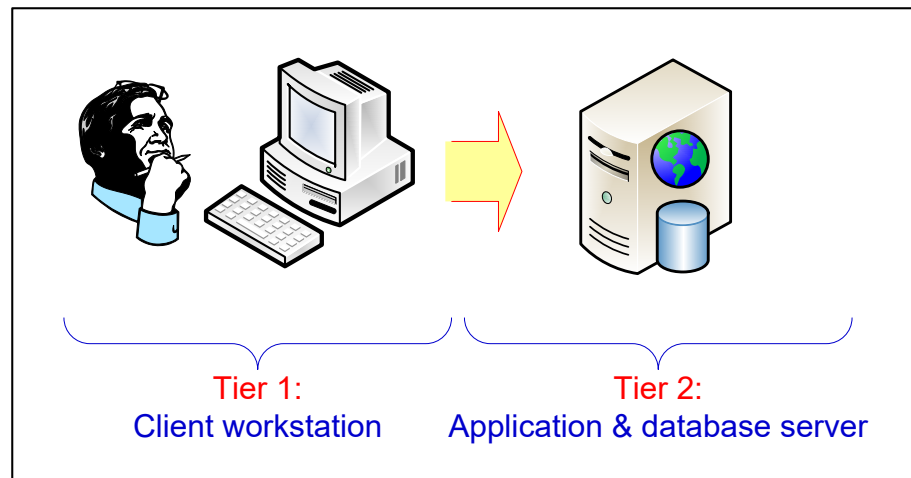 Tier 1:
Client workstation
Tier 2:
Application & database server